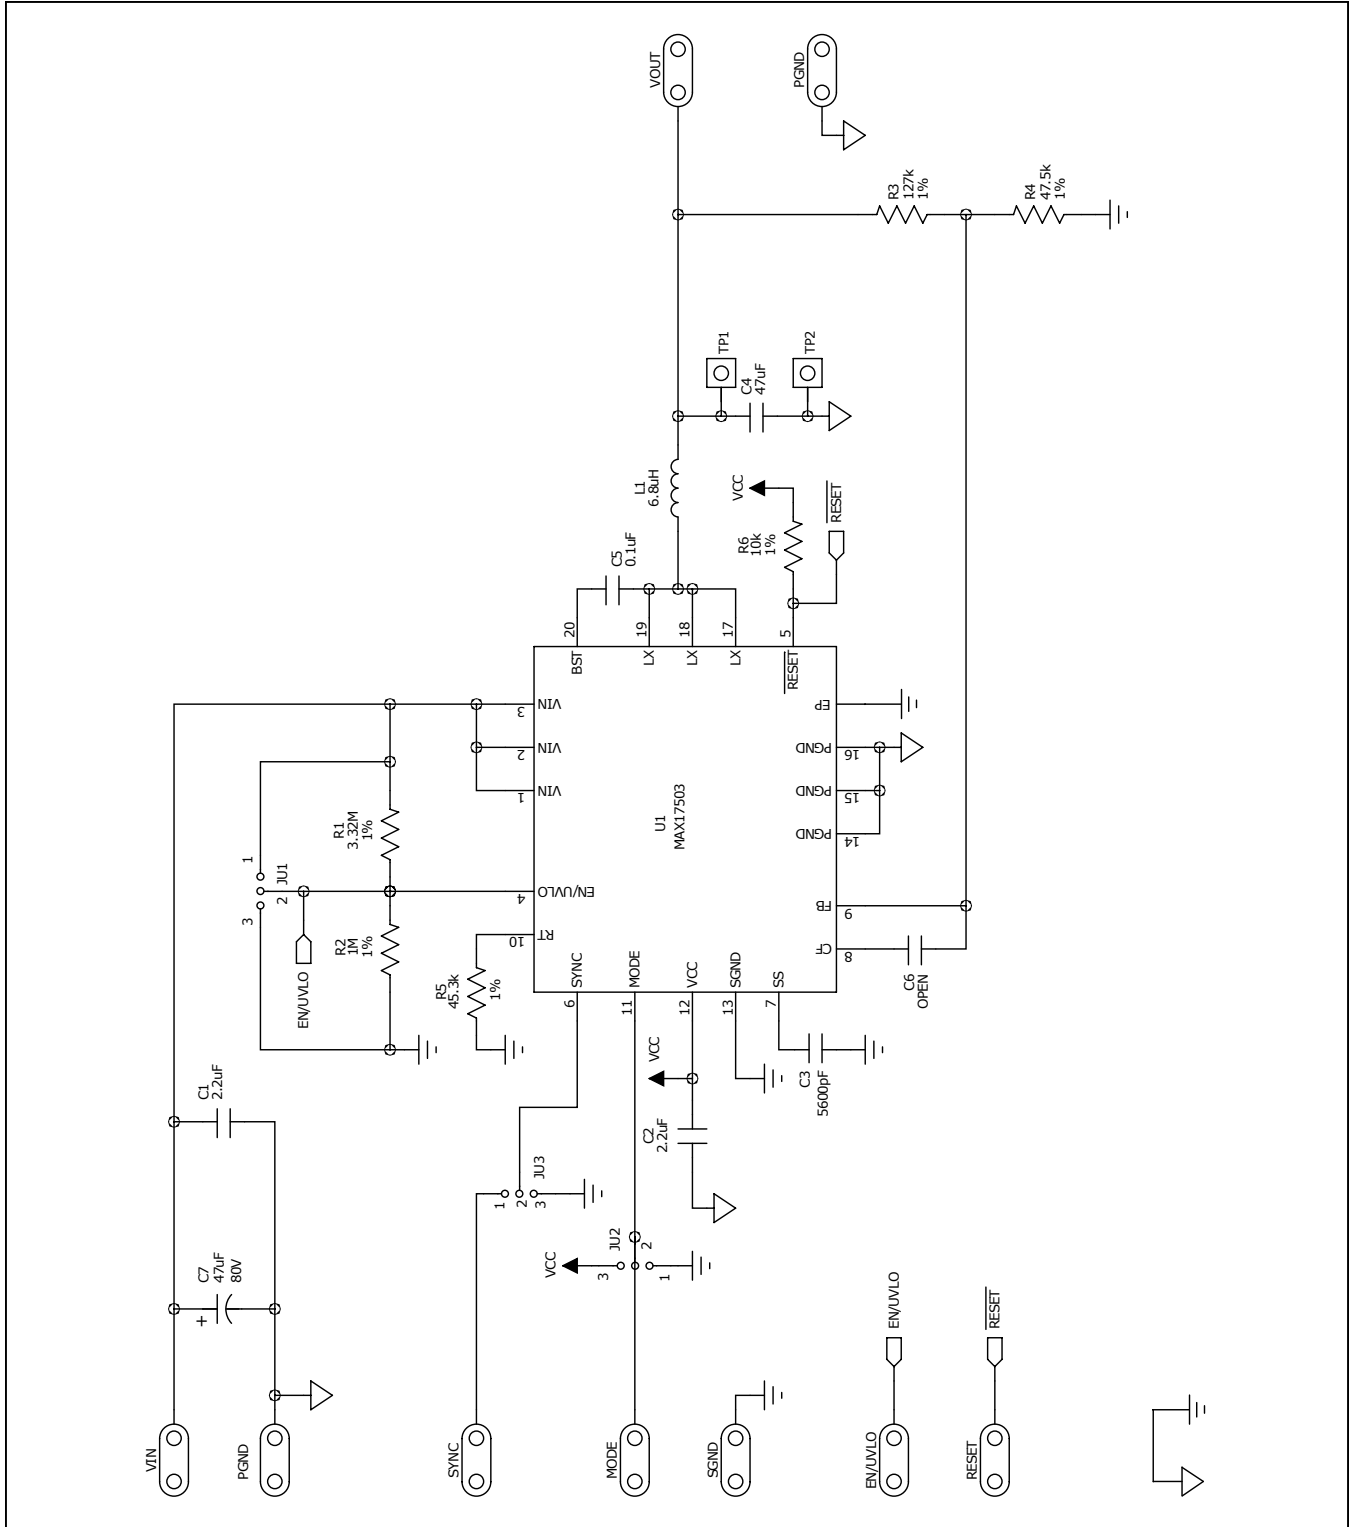 VIN
PGND
SYNC
MODE
SGND
EN/UVLO
RESET
C7
47uF
80V
+
C1
2.2uF
EN/UVLO
RESET
VCC
JU2
3
2
1
JU3
1
2
3
C2
2.2uF
VCC
C3
5600pF
R5
45.3k
1%
EN/UVLO
JU1
1
2
3
R1
3.32M
1%
R2
1M
1%
U1
MAX17503
VIN
3
VIN
2
VIN
1
EN/UVLO
4
RT
10
SYNC
6
MODE
11
VCC
12
SGND
13
SS
7
CF
8
FB
9
PGND
14
PGND
15
PGND
16
EP
RESET
5
LX
17
LX
18
LX
19
BST
20
C6
OPEN
C5
0.1uF
L1
6.8uH
VCC
R6
10k
1%
RESET
TP1
C4
47uF
TP2
R3
127k
1%
R4
47.5k
1%
VOUT
PGND